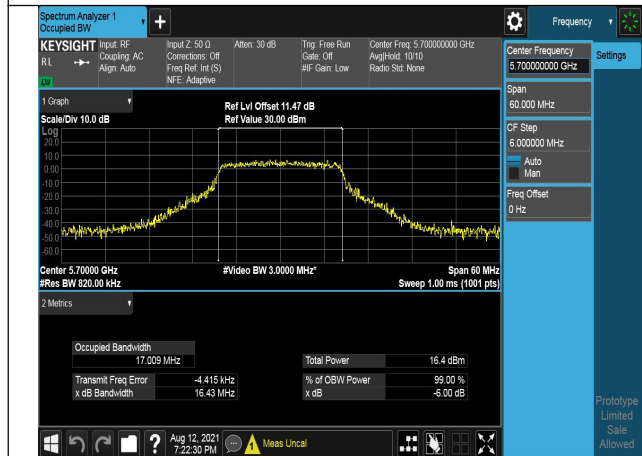 Spectrum Analyzer 1
Occupied BW
+
Frequency
KEYSIGHT
RL
LXI
Input: RF
Coupling: AC
Align: Auto
Input Z: 50 Ω
Corrections: Off
Freq Ref: Int (S)
NFE: Adaptive
Atten: 30 dB
Trig: Free Run
Gate: Off
#IF Gain: Low
Center Freq: 5.700000000 GHz
Avg|Hold: 10/10
Radio Std: None
Center Frequency
5.700000000 GHz
Settings
Span
60.000 MHz
CF Step
6.000000 MHz
Auto
Man
Freq Offset
0 Hz
1 Graph
Scale/Div 10.0 dB
Ref Lvl Offset 11.47 dB
Ref Value 30.00 dBm
Log
20.0
10.0
0.00
-10.0
-20.0
-30.0
-40.0
-50.0
-60.0
Center 5.70000 GHz
#Video BW 3.0000 MHz*
Span 60 MHz
#Res BW 820.00 kHz
Sweep 1.00 ms (1001 pts)
2 Metrics
Occupied Bandwidth
17.009 MHz
Total Power 16.4 dBm
Transmit Freq Error -4.415 kHz
% of OBW Power 99.00 %
x dB Bandwidth 16.43 MHz
x dB -6.00 dB
Prototype
Limited
Sale
Allowed
?
Aug 12, 2021
7:22:30 PM
Meas Uncal